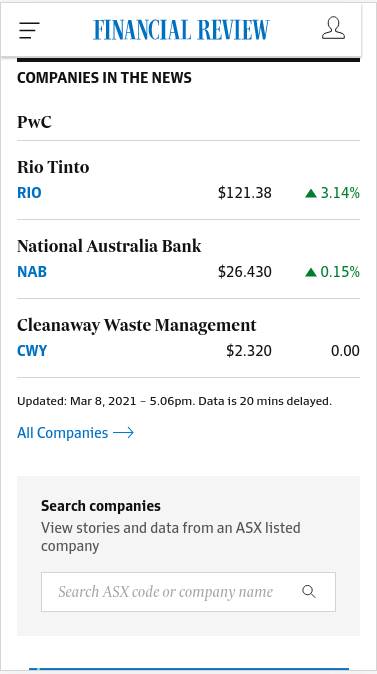 FINANCIAL REVIEW
COMPANIES IN THE NEWS
PwC
Rio Tinto
RIO $121.38 ▲ 3.14%
National Australia Bank
NAB $26.430 ▲ 0.15%
Cleanaway Waste Management
CWY $2.320 0.00
Updated: Mar 8, 2021 – 5.06pm. Data is 20 mins delayed.
All Companies →
Search companies
View stories and data from an ASX listed
company
Search ASX code or company name